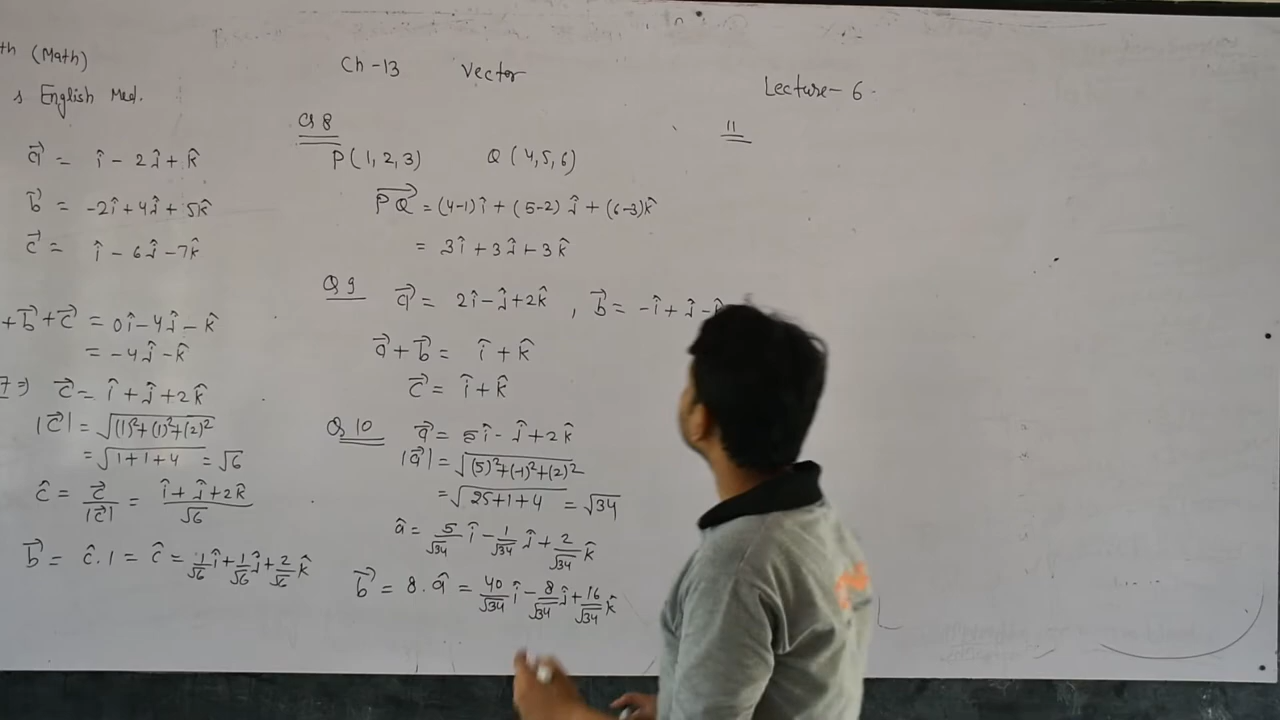 th (Math)
s English Med.
a⃗ = î - 2ĵ + k̂
b⃗ = -2î + 4ĵ + 5k̂
c⃗ = î - 6ĵ - 7k̂
+ b⃗ + c⃗ = 0î - 4ĵ - k̂
= -4ĵ - k̂
7 ⇒ c⃗ = î + ĵ + 2k̂
|c⃗| = √((1)²+(1)²+(2)²)
= √(1+1+4) = √6
ĉ = c⃗/|c⃗| = (î + ĵ + 2k̂)/√6
b⃗ = ĉ.1 = ĉ = 1/√6 î + 1/√6 ĵ + 2/√6 k̂
Ch-13 Vector
Q 8
P(1, 2, 3) Q(4, 5, 6)
PQ⃗ = (4-1)î + (5-2)ĵ + (6-3)k̂
= 3î + 3ĵ + 3k̂
Q 9 a⃗ = 2î - ĵ + 2k̂ , b⃗ = -î + ĵ - k̂
a⃗ + b⃗ = î + k̂
c⃗ = î + k̂
Q 10 a⃗ = 5î - ĵ + 2k̂
|a⃗| = √((5)²+(-1)²+(2)²)
= √(25+1+4) = √34
â = 5/√34 î - 1/√34 ĵ + 2/√34 k̂
b⃗ = 8.â = 40/√34 î - 8/√34 ĵ + 16/√34 k̂
Lecture-6
11